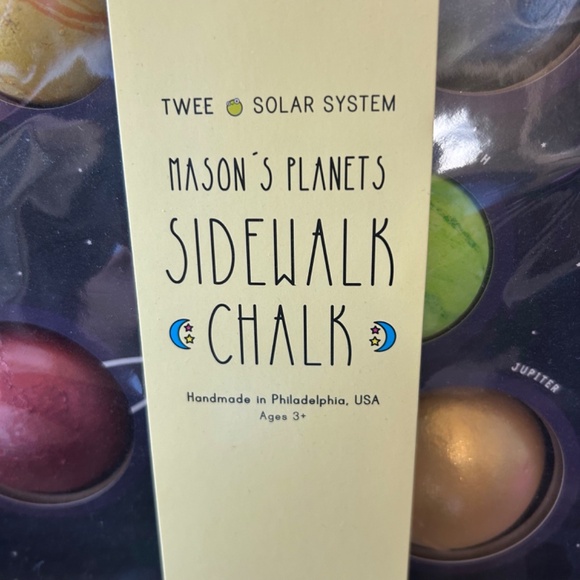 TWEE SOLAR SYSTEM
MASON´S PLANETS
SIDEWALK
CHALK
Handmade in Philadelphia, USA
Ages 3+
H
JUPITER